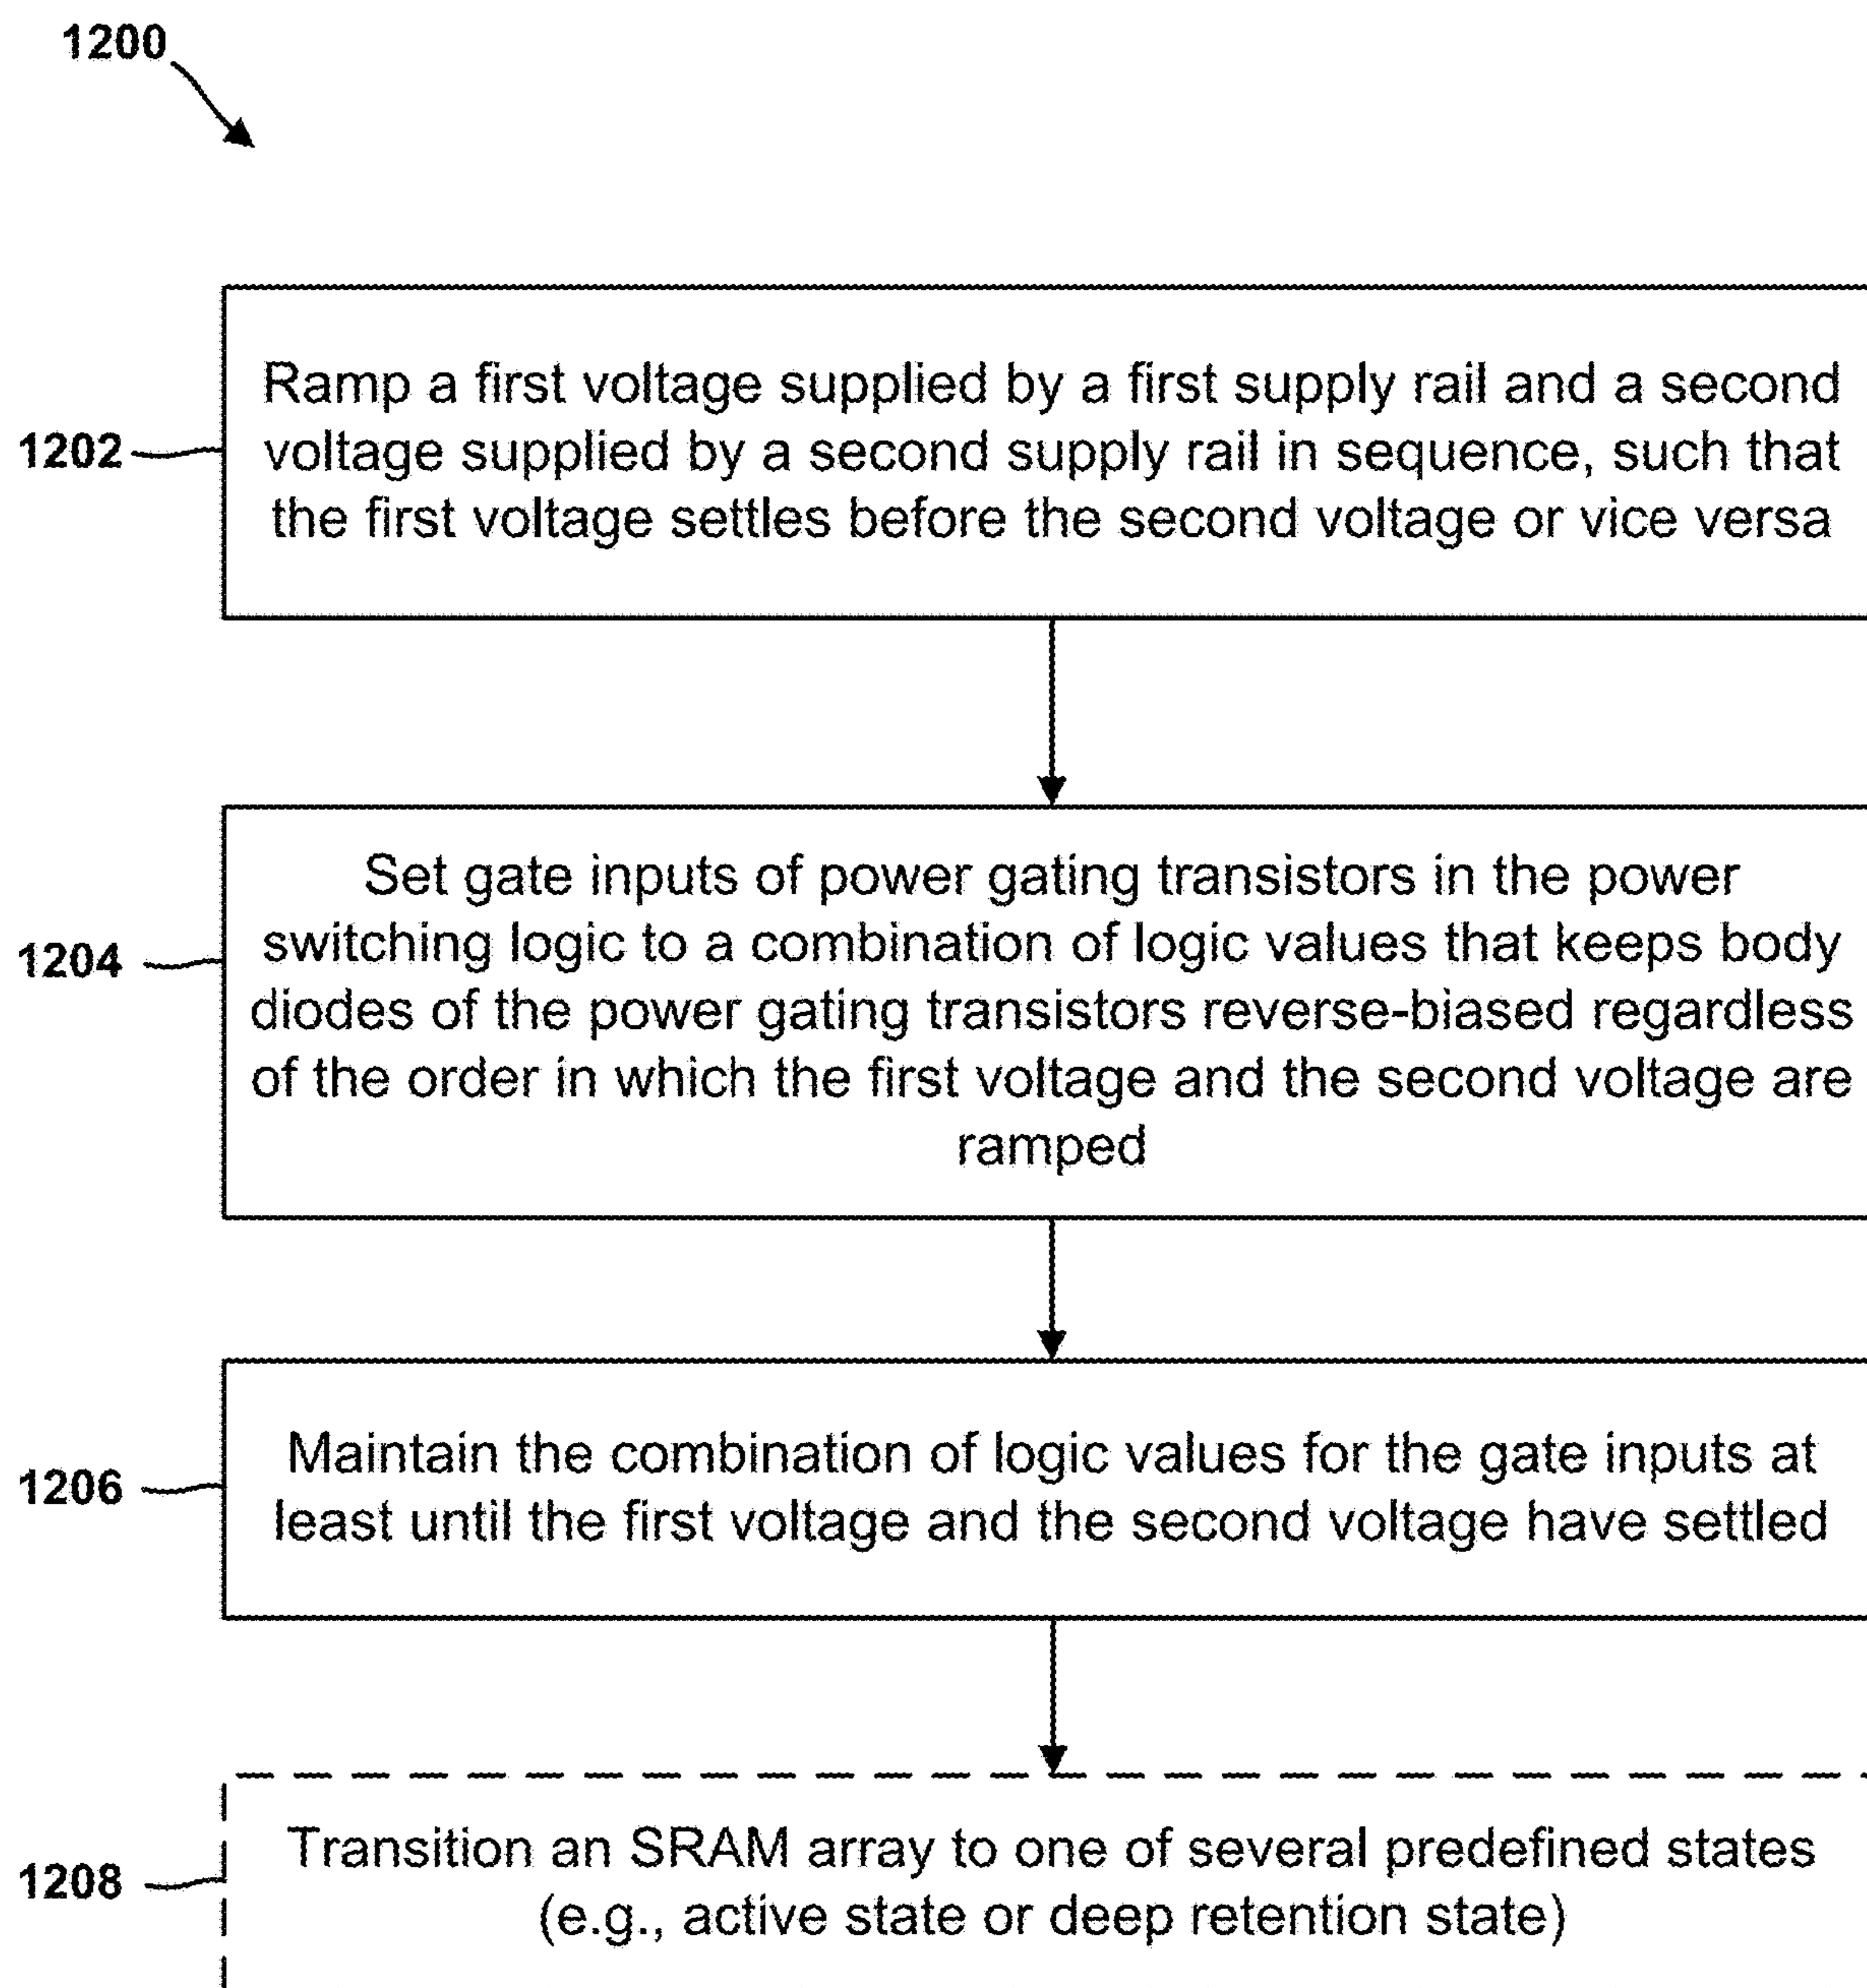 1200
1202
Ramp a first voltage supplied by a first supply rail and a second
voltage supplied by a second supply rail in sequence, such that
the first voltage settles before the second voltage or vice versa
1204
Set gate inputs of power gating transistors in the power
switching logic to a combination of logic values that keeps body
diodes of the power gating transistors reverse-biased regardless
of the order in which the first voltage and the second voltage are
ramped
1206
Maintain the combination of logic values for the gate inputs at
least until the first voltage and the second voltage have settled
1208
Transition an SRAM array to one of several predefined states
(e.g., active state or deep retention state)